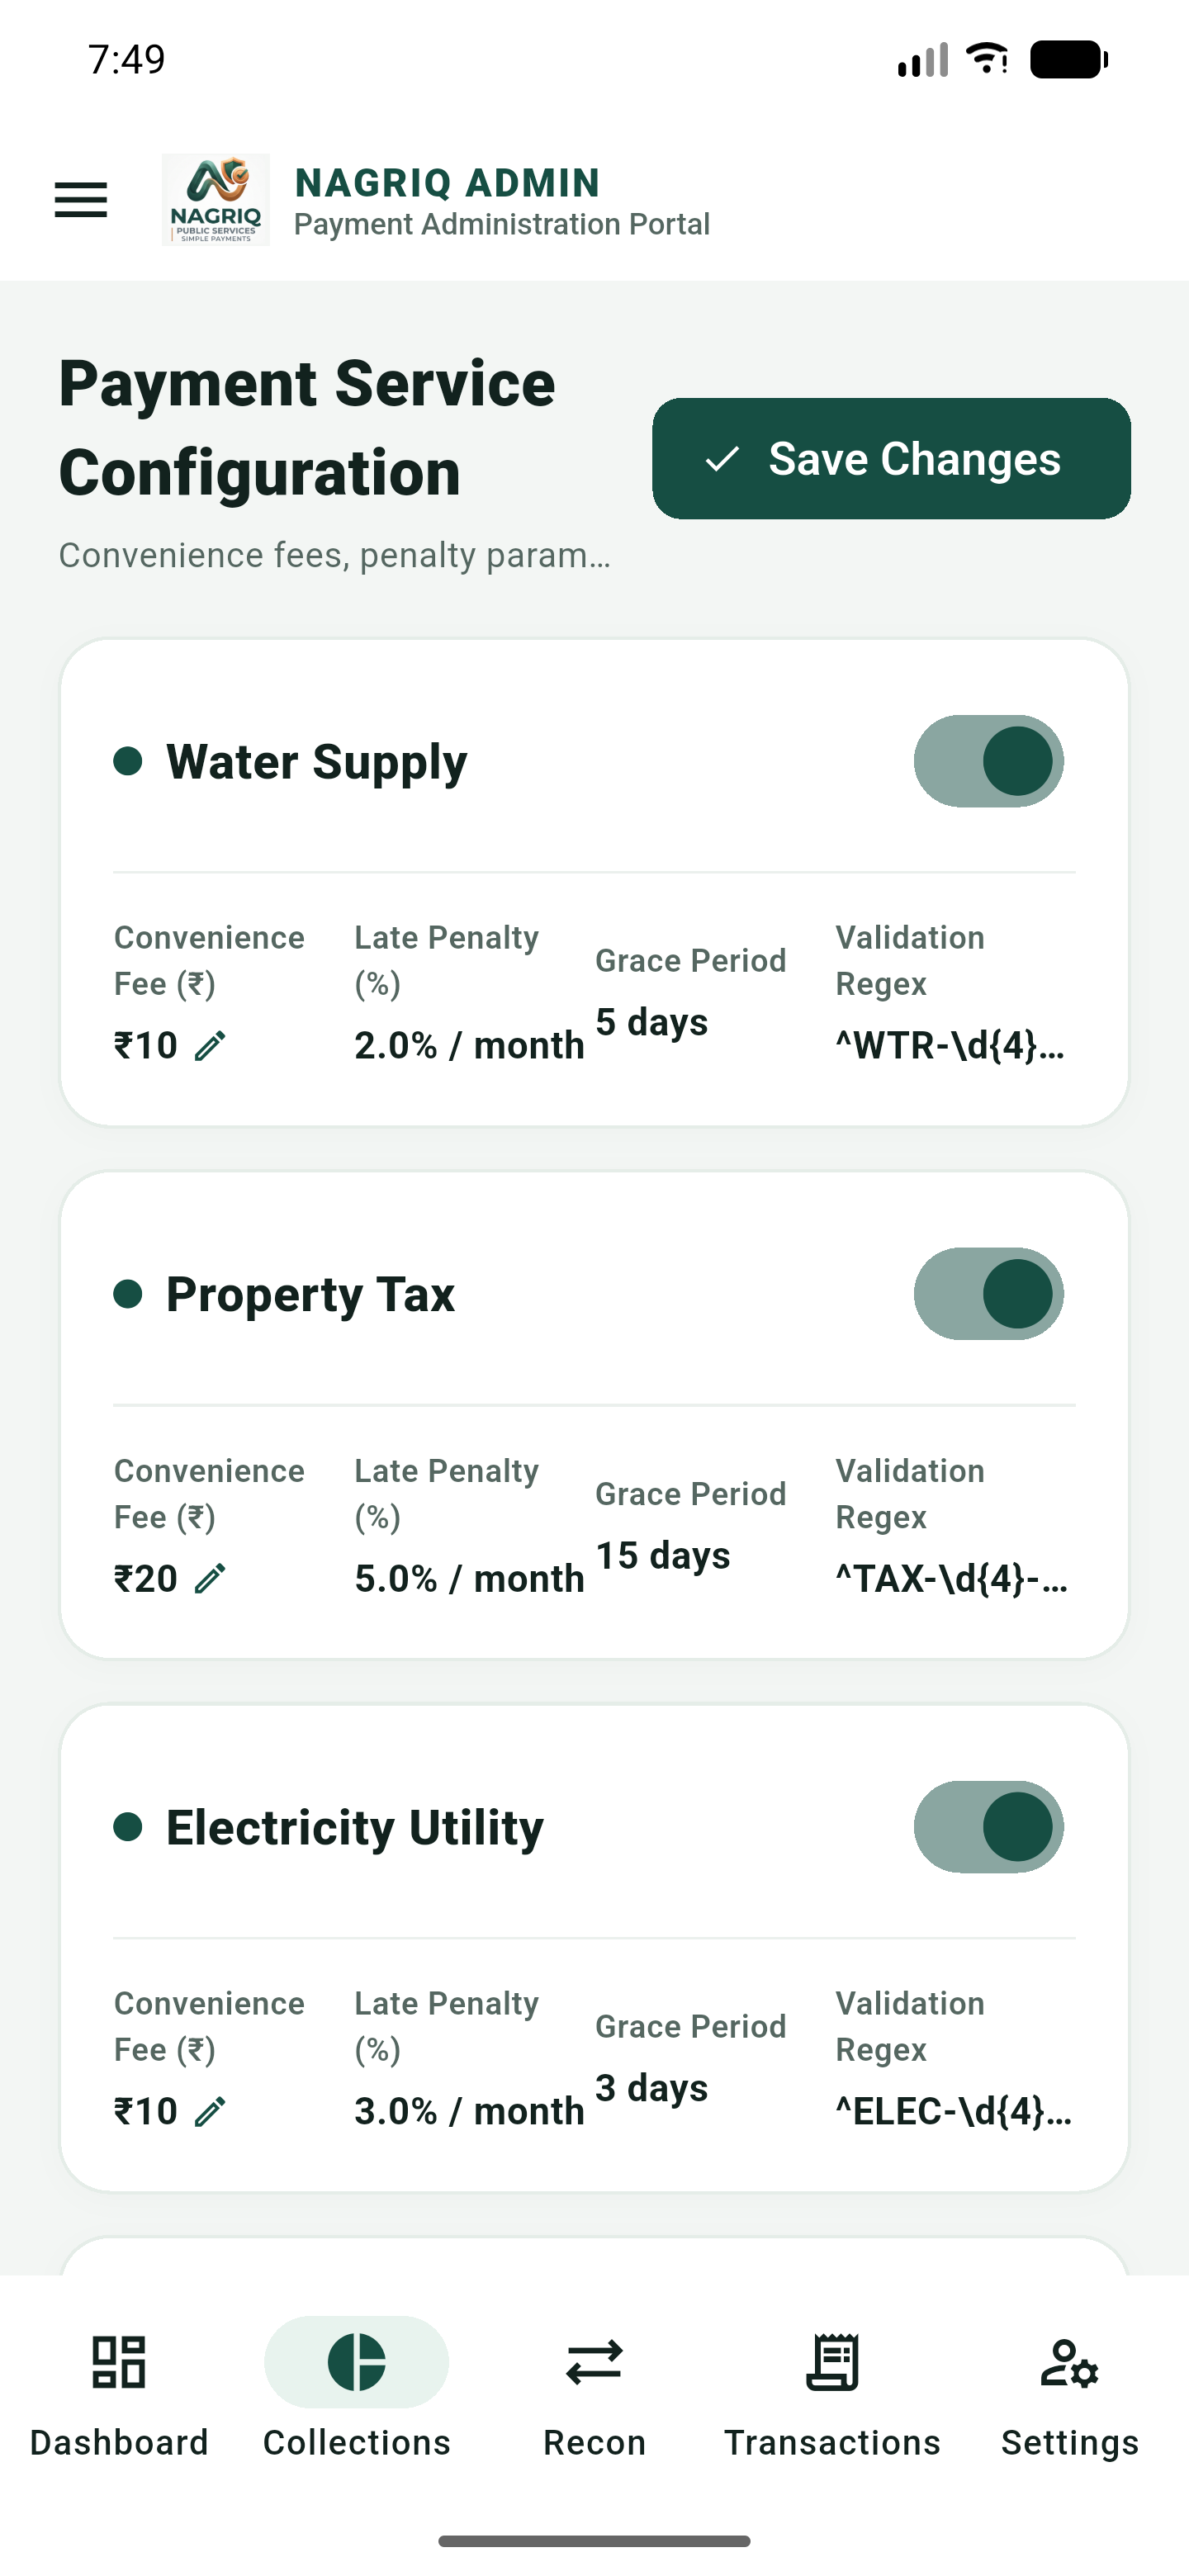 7:49
NAGRIQ
PUBLIC SERVICES
SIMPLE PAYMENTS
NAGRIQ ADMIN
Payment Administration Portal
Payment Service
Configuration
Convenience fees, penalty param...
Save Changes
Water Supply
Convenience
Fee (₹)
₹10
Late Penalty
(%)
2.0% / month
Grace Period
5 days
Validation
Regex
^WTR-\d{4}...
Property Tax
Convenience
Fee (₹)
₹20
Late Penalty
(%)
5.0% / month
Grace Period
15 days
Validation
Regex
^TAX-\d{4}-...
Electricity Utility
Convenience
Fee (₹)
₹10
Late Penalty
(%)
3.0% / month
Grace Period
3 days
Validation
Regex
^ELEC-\d{4}...
Dashboard
Collections
Recon
Transactions
Settings